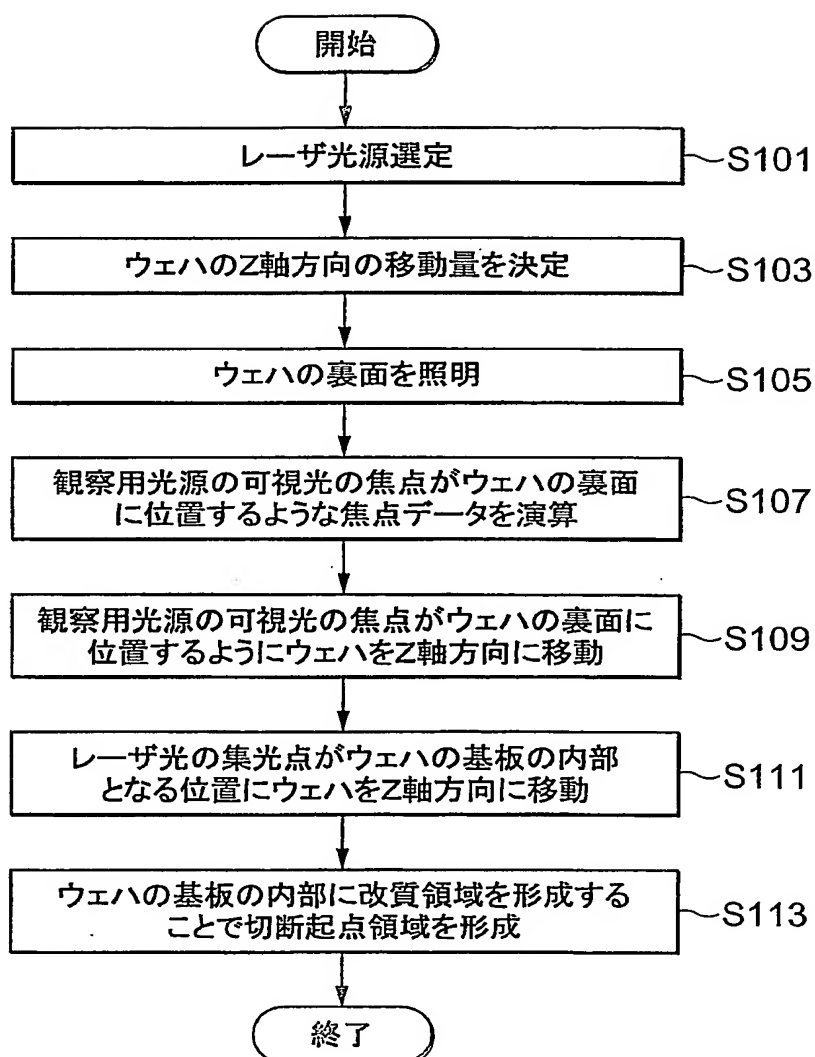 開始
レーザ光源選定
~S101
ウェハのZ軸方向の移動量を決定
~S103
ウェハの裏面を照明
~S105
観察用光源の可視光の焦点がウェハの裏面
に位置するような焦点データを演算
~S107
観察用光源の可視光の焦点がウェハの裏面に
位置するようにウェハをZ軸方向に移動
~S109
レーザ光の集光点がウェハの基板の内部
となる位置にウェハをZ軸方向に移動
~S111
ウェハの基板の内部に改質領域を形成する
ことで切断起点領域を形成
~S113
終了